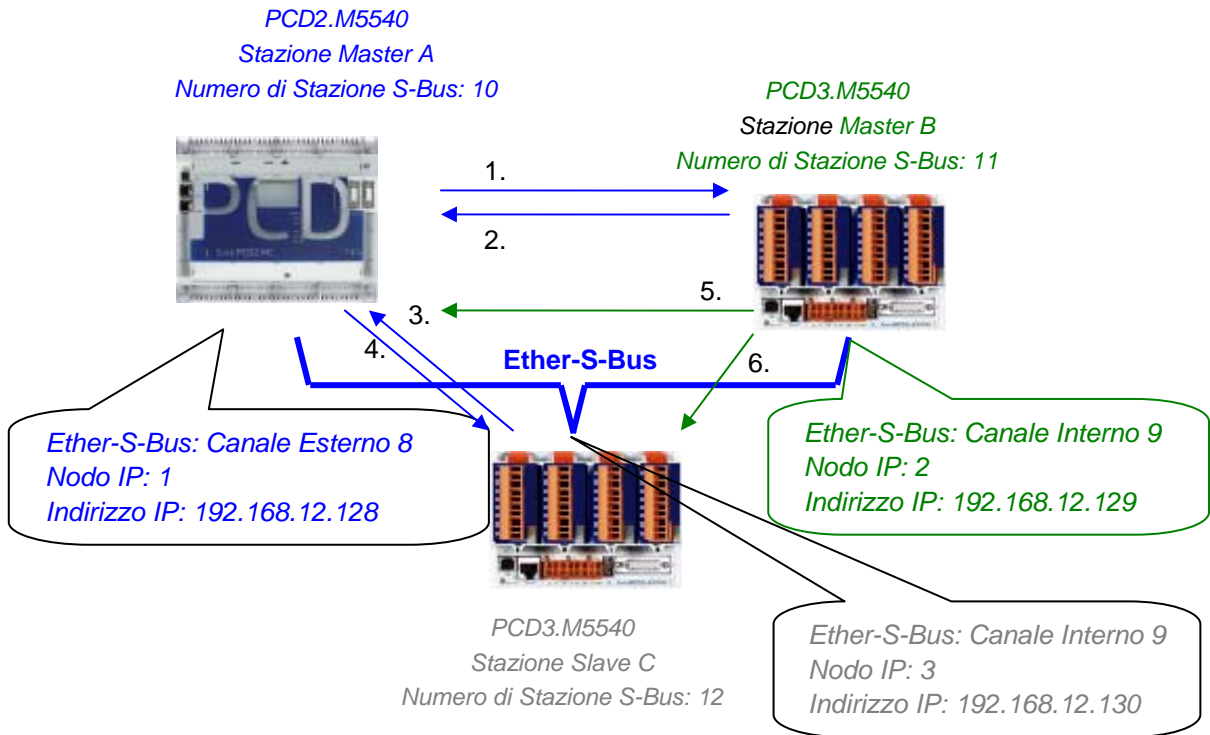 PCD2.M5540
Stazione Master A
Numero di Stazione S-Bus: 10
PCD3.M5540
Stazione Master B
Numero di Stazione S-Bus: 11
PCD
1.
2.
3.
4.
5.
6.
Ether-S-Bus
Ether-S-Bus: Canale Esterno 8
Nodo IP: 1
Indirizzo IP: 192.168.12.128
Ether-S-Bus: Canale Interno 9
Nodo IP: 2
Indirizzo IP: 192.168.12.129
PCD3.M5540
Stazione Slave C
Numero di Stazione S-Bus: 12
Ether-S-Bus: Canale Interno 9
Nodo IP: 3
Indirizzo IP: 192.168.12.130